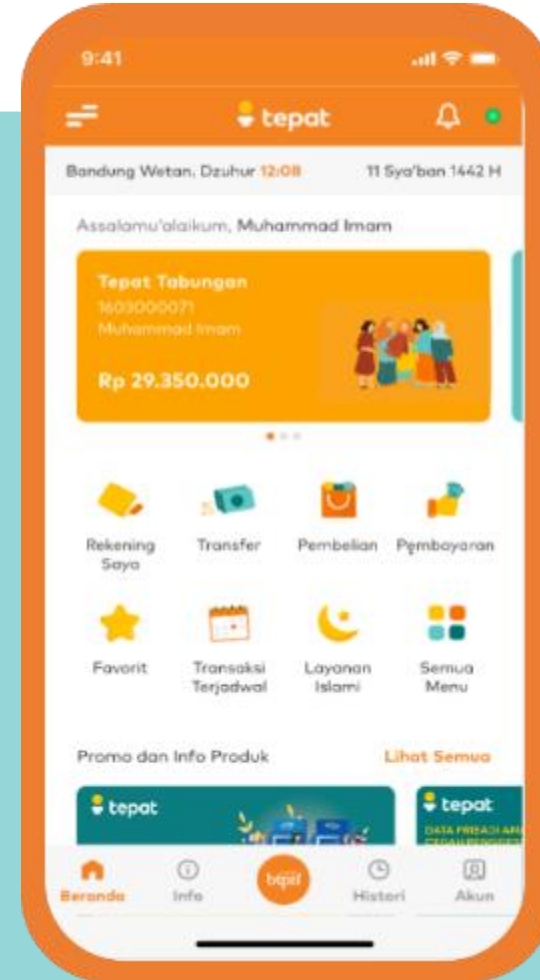 9:41
tepat
Bandung Wetan, Dzuhur 12:08
11 Sya'ban 1442 H
Assalamu'alaikum, Muhammad Imam
Tepat Tabungan
1603000071
Muhammad Imam
Rp 29.350.000
Rekening Saya
Transfer
Pembelian
Pembayaran
Favorit
Transaksi Terjadwal
Layanan Islami
Semua Menu
Promo dan Info Produk
Lihat Semua
tepat
tepat
DATA PRIBADI
Beranda
Info
Histori
Akun